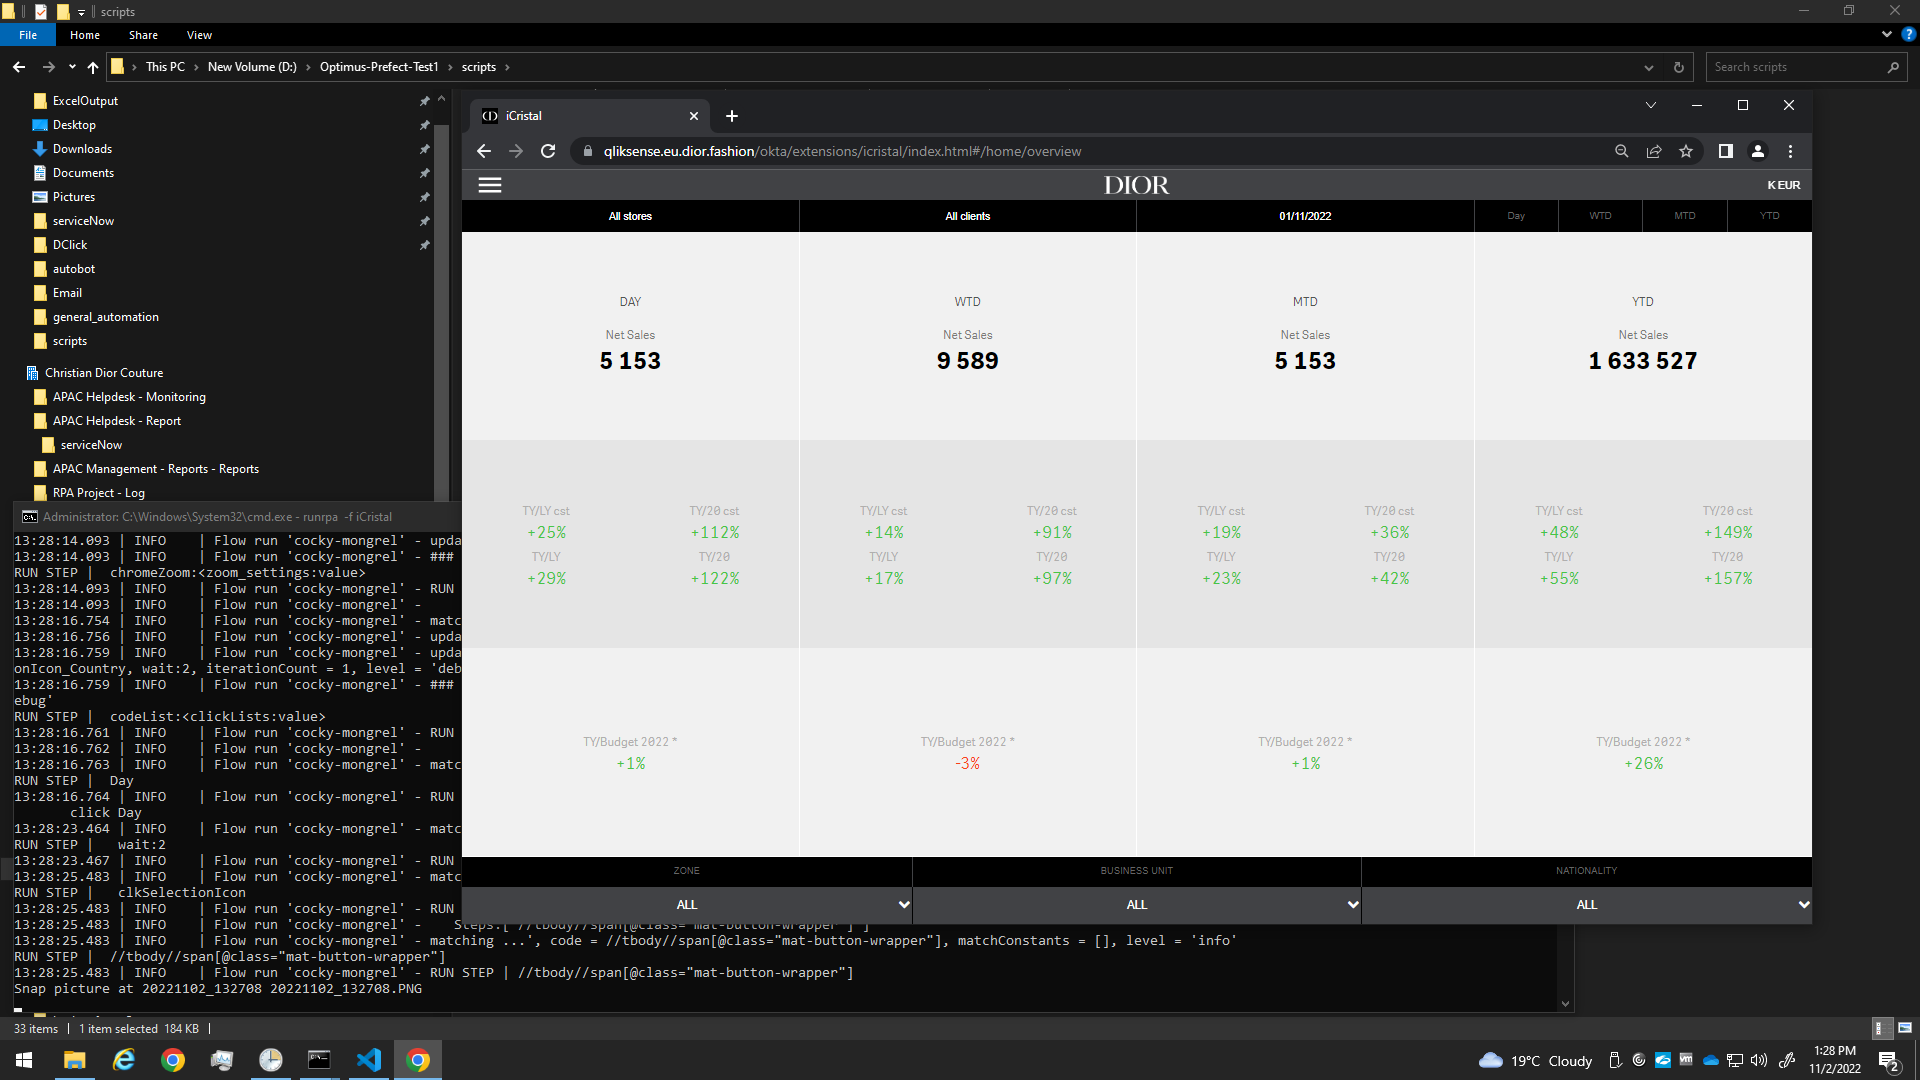 scripts
File
Home
Share
View
This PC
New Volume (D:)
Optimus-Prefect-Test1
scripts
Search scripts
ExcelOutput
Desktop
Downloads
Documents
Pictures
serviceNow
DClick
autobot
Email
general_automation
scripts
Christian Dior Couture
APAC Helpdesk - Monitoring
APAC Helpdesk - Report
serviceNow
APAC Management - Reports - Reports
RPA Project - Log
iCristal
qliksense.eu.dior.fashion/okta/extensions/icristal/index.html#/home/overview
DIOR
K EUR
All stores
All clients
01/11/2022
Day
WTD
MTD
YTD
DAY
WTD
MTD
YTD
Net Sales
Net Sales
Net Sales
Net Sales
5 153
9 589
5 153
1 633 527
TY/LY cst
TY/20 cst
TY/LY cst
TY/20 cst
TY/LY cst
TY/20 cst
TY/LY cst
TY/20 cst
+25%
+112%
+14%
+91%
+19%
+36%
+48%
+149%
TY/LY
TY/20
TY/LY
TY/20
TY/LY
TY/20
TY/LY
TY/20
+29%
+122%
+17%
+97%
+23%
+42%
+55%
+157%
TY/Budget 2022 *
TY/Budget 2022 *
TY/Budget 2022 *
TY/Budget 2022 *
+1%
-3%
+1%
+26%
ZONE
BUSINESS UNIT
NATIONALITY
ALL
ALL
ALL
Administrator: C:\Windows\System32\cmd.exe - runrpa -f iCristal
13:28:14.093 | INFO | Flow run 'cocky-mongrel' - upda
13:28:14.093 | INFO | Flow run 'cocky-mongrel' - ###
RUN STEP | chromeZoom:<zoom_settings:value>
13:28:14.093 | INFO | Flow run 'cocky-mongrel' - RUN
13:28:14.093 | INFO | Flow run 'cocky-mongrel' -
13:28:16.754 | INFO | Flow run 'cocky-mongrel' - matc
13:28:16.756 | INFO | Flow run 'cocky-mongrel' - upda
13:28:16.759 | INFO | Flow run 'cocky-mongrel' - upda
onIcon_Country, wait:2, iterationCount = 1, level = 'deb
13:28:16.759 | INFO | Flow run 'cocky-mongrel' - ###
ebug'
RUN STEP | codeList:<clickLists:value>
13:28:16.761 | INFO | Flow run 'cocky-mongrel' - RUN
13:28:16.762 | INFO | Flow run 'cocky-mongrel' -
13:28:16.763 | INFO | Flow run 'cocky-mongrel' - matc
RUN STEP | Day
13:28:16.764 | INFO | Flow run 'cocky-mongrel' - RUN
click Day
13:28:23.464 | INFO | Flow run 'cocky-mongrel' - matc
RUN STEP | wait:2
13:28:23.467 | INFO | Flow run 'cocky-mongrel' - RUN
13:28:25.483 | INFO | Flow run 'cocky-mongrel' - matc
RUN STEP | clkSelectionIcon
13:28:25.483 | INFO | Flow run 'cocky-mongrel' - RUN
13:28:25.483 | INFO | Flow run 'cocky-mongrel' - Steps:[ '//tbody//span[@class="mat-button-wrapper"]' ]
13:28:25.483 | INFO | Flow run 'cocky-mongrel' - matching ...', code = //tbody//span[@class="mat-button-wrapper"], matchConstants = [], level = 'info'
RUN STEP | //tbody//span[@class="mat-button-wrapper"]
13:28:25.483 | INFO | Flow run 'cocky-mongrel' - RUN STEP | //tbody//span[@class="mat-button-wrapper"]
Snap picture at 20221102_132708 20221102_132708.PNG
33 items
1 item selected 184 KB
19°C Cloudy
1:28 PM
11/2/2022
2